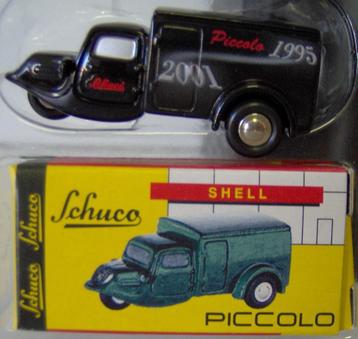 Piccolo 1995
2001
Schuco
Schuco
Schuco
Schuco
SHELL
PICCOLO